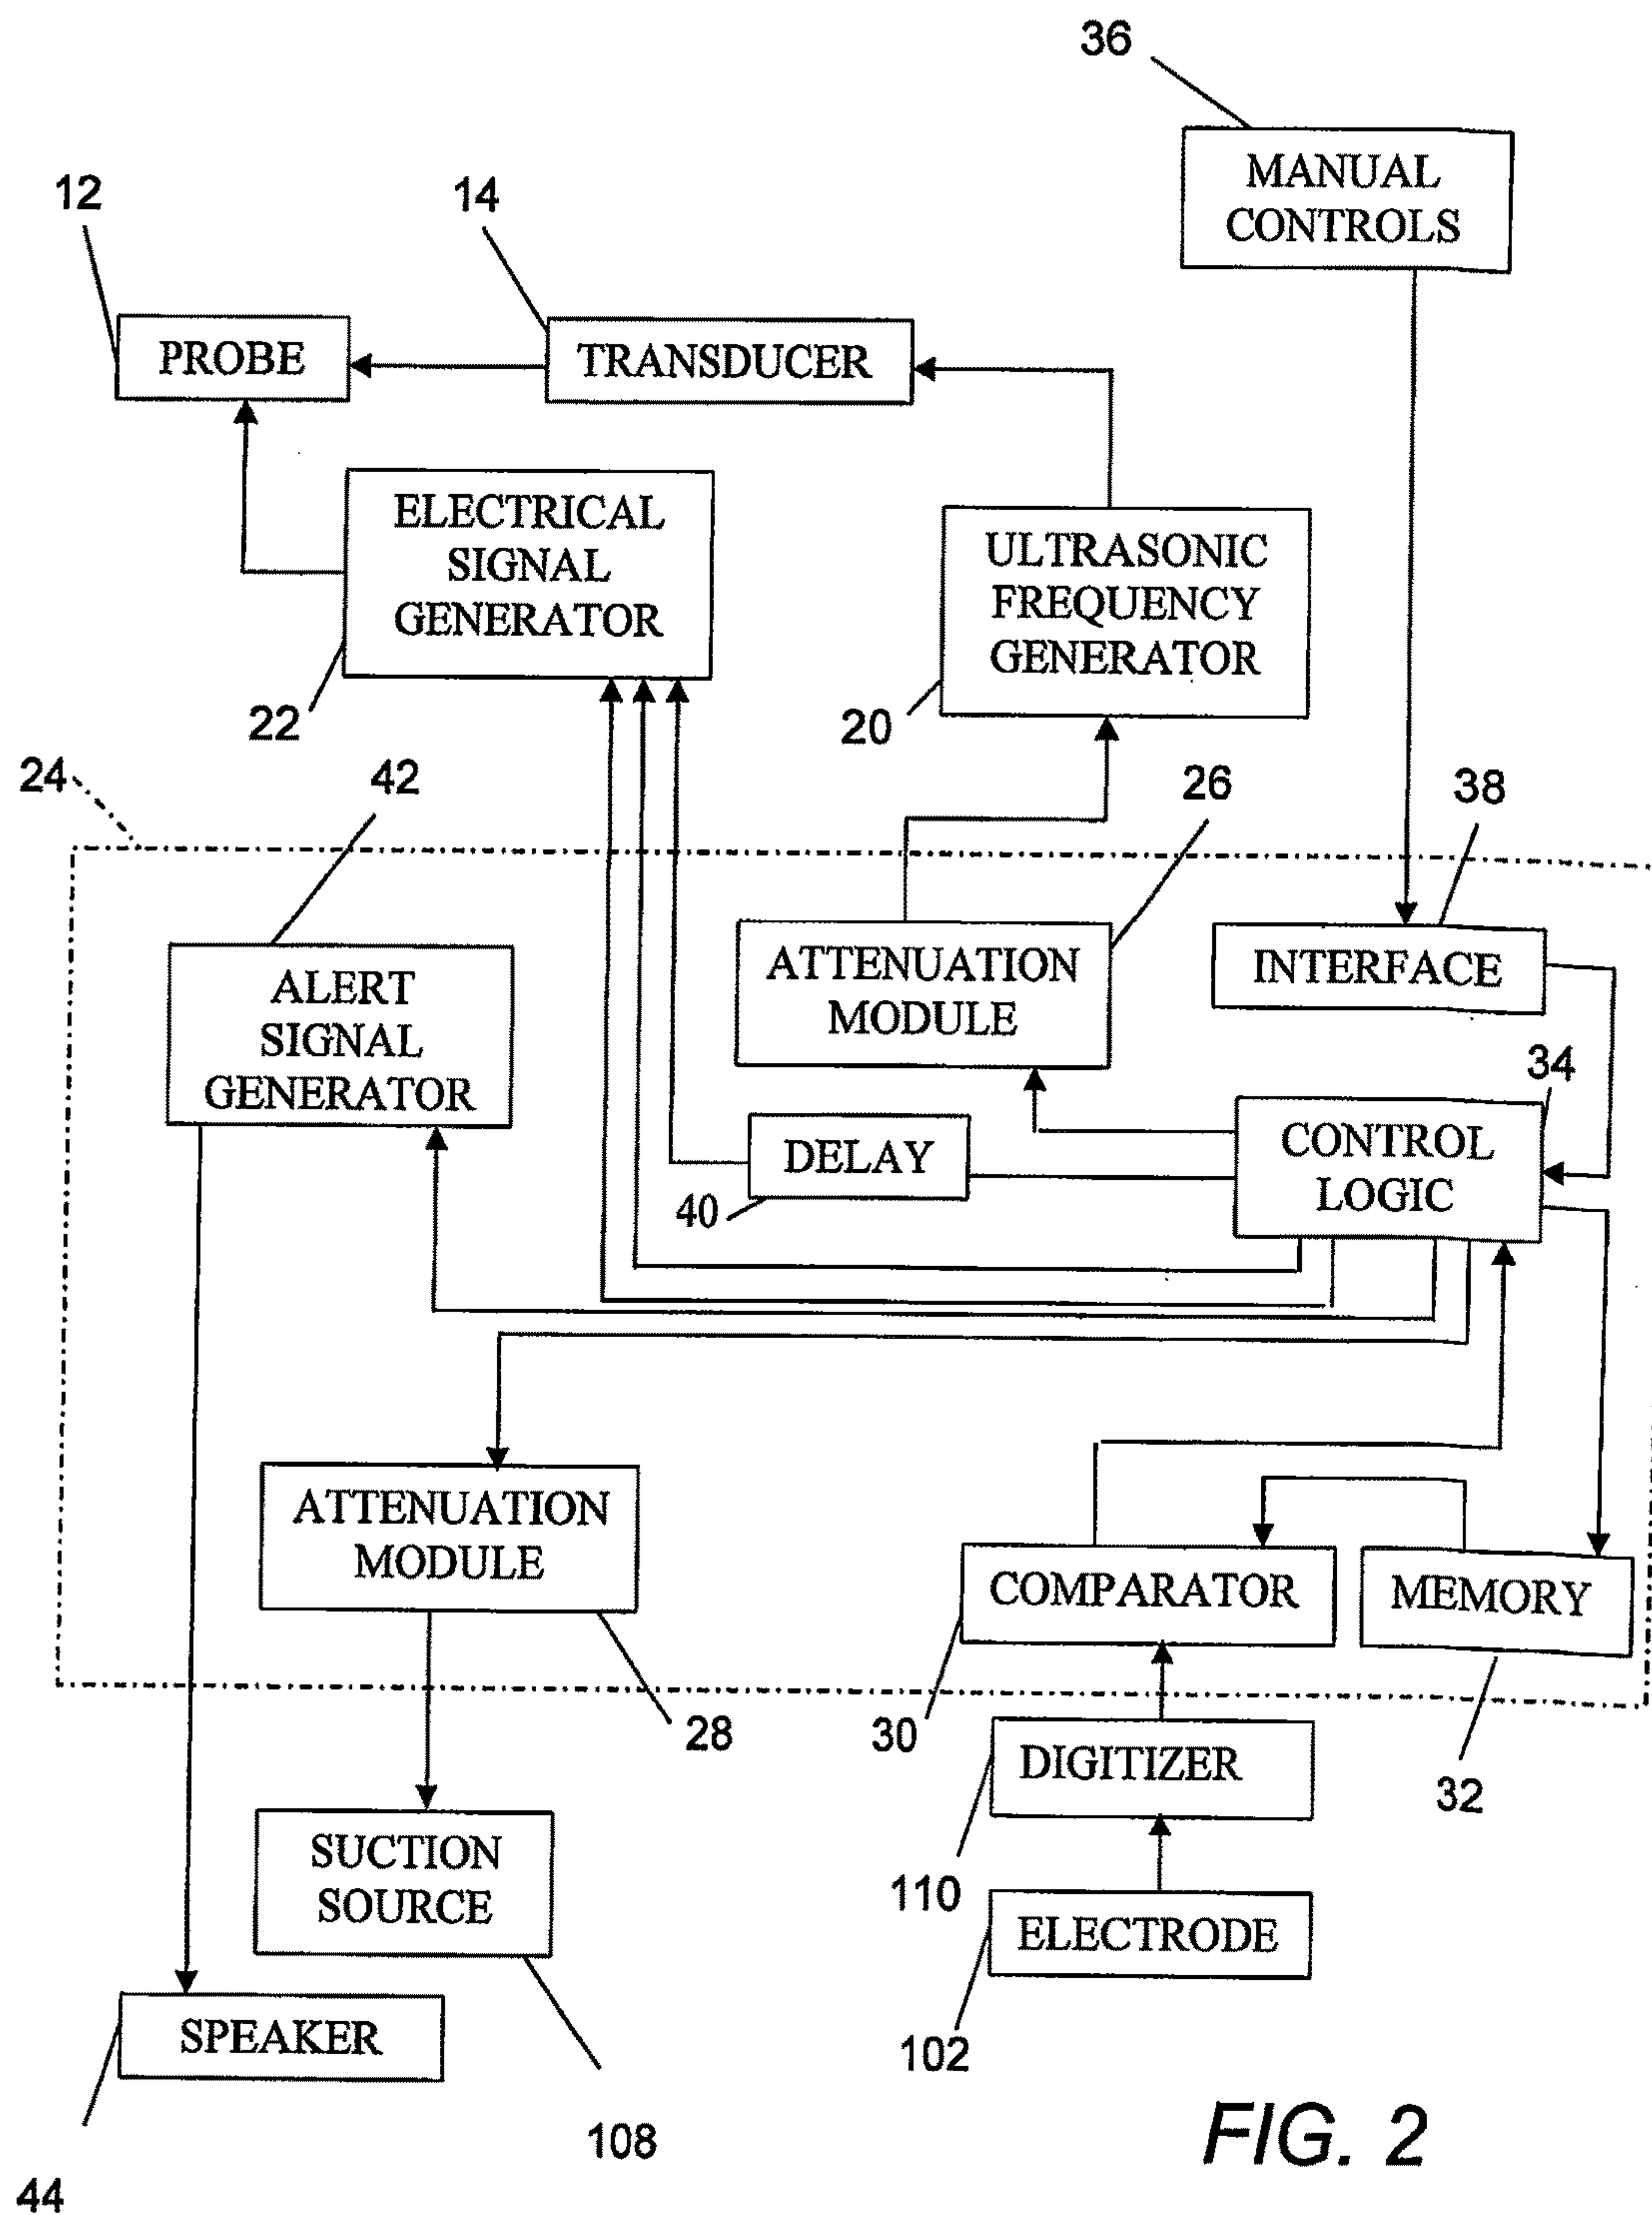 36
MANUAL
CONTROLS
12
14
PROBE
TRANSDUCER
ELECTRICAL
SIGNAL
GENERATOR
ULTRASONIC
FREQUENCY
GENERATOR
22
20
24
42
26
38
ALERT
SIGNAL
GENERATOR
ATTENUATION
MODULE
INTERFACE
34
DELAY
40
CONTROL
LOGIC
ATTENUATION
MODULE
COMPARATOR
MEMORY
28
30
DIGITIZER
32
SUCTION
SOURCE
110
ELECTRODE
102
SPEAKER
108
44
FIG. 2